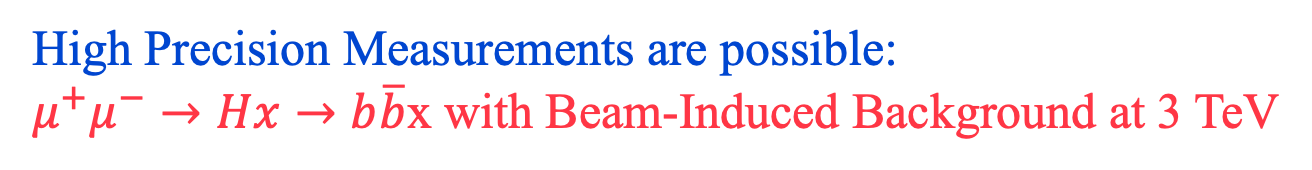 High Precision Measurements are possible:
𝜇⁺𝜇⁻ → 𝐻𝑥 → 𝑏b̅x with Beam-Induced Background at 3 TeV